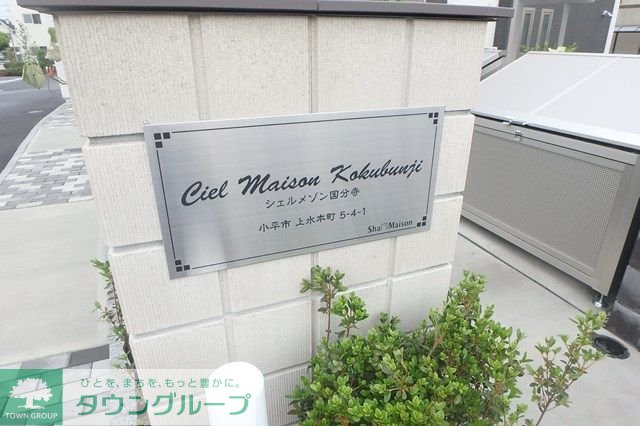 Ciel Maison Kokubunji
シェルメゾン国分寺
小平市 上水本町 5-4-1
Sha Maison
ひとを、まちを、もっと豊かに。
タウングループ
TOWN GROUP